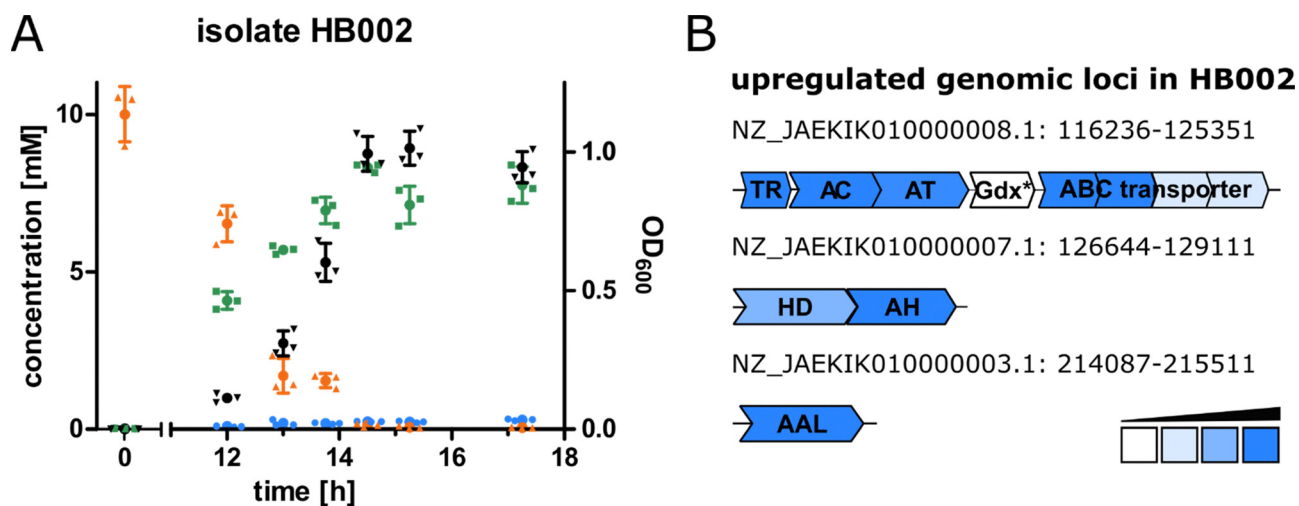 A
isolate HB002
concentration [mM]
10
5
0
1.0
0.5
0.0
OD600
0 12 14 16 18
time [h]
B
upregulated genomic loci in HB002
NZ_JAEKIK010000008.1: 116236-125351
TR AC AT Gdx* ABC transporter
NZ_JAEKIK010000007.1: 126644-129111
HD AH
NZ_JAEKIK010000003.1: 214087-215511
AAL